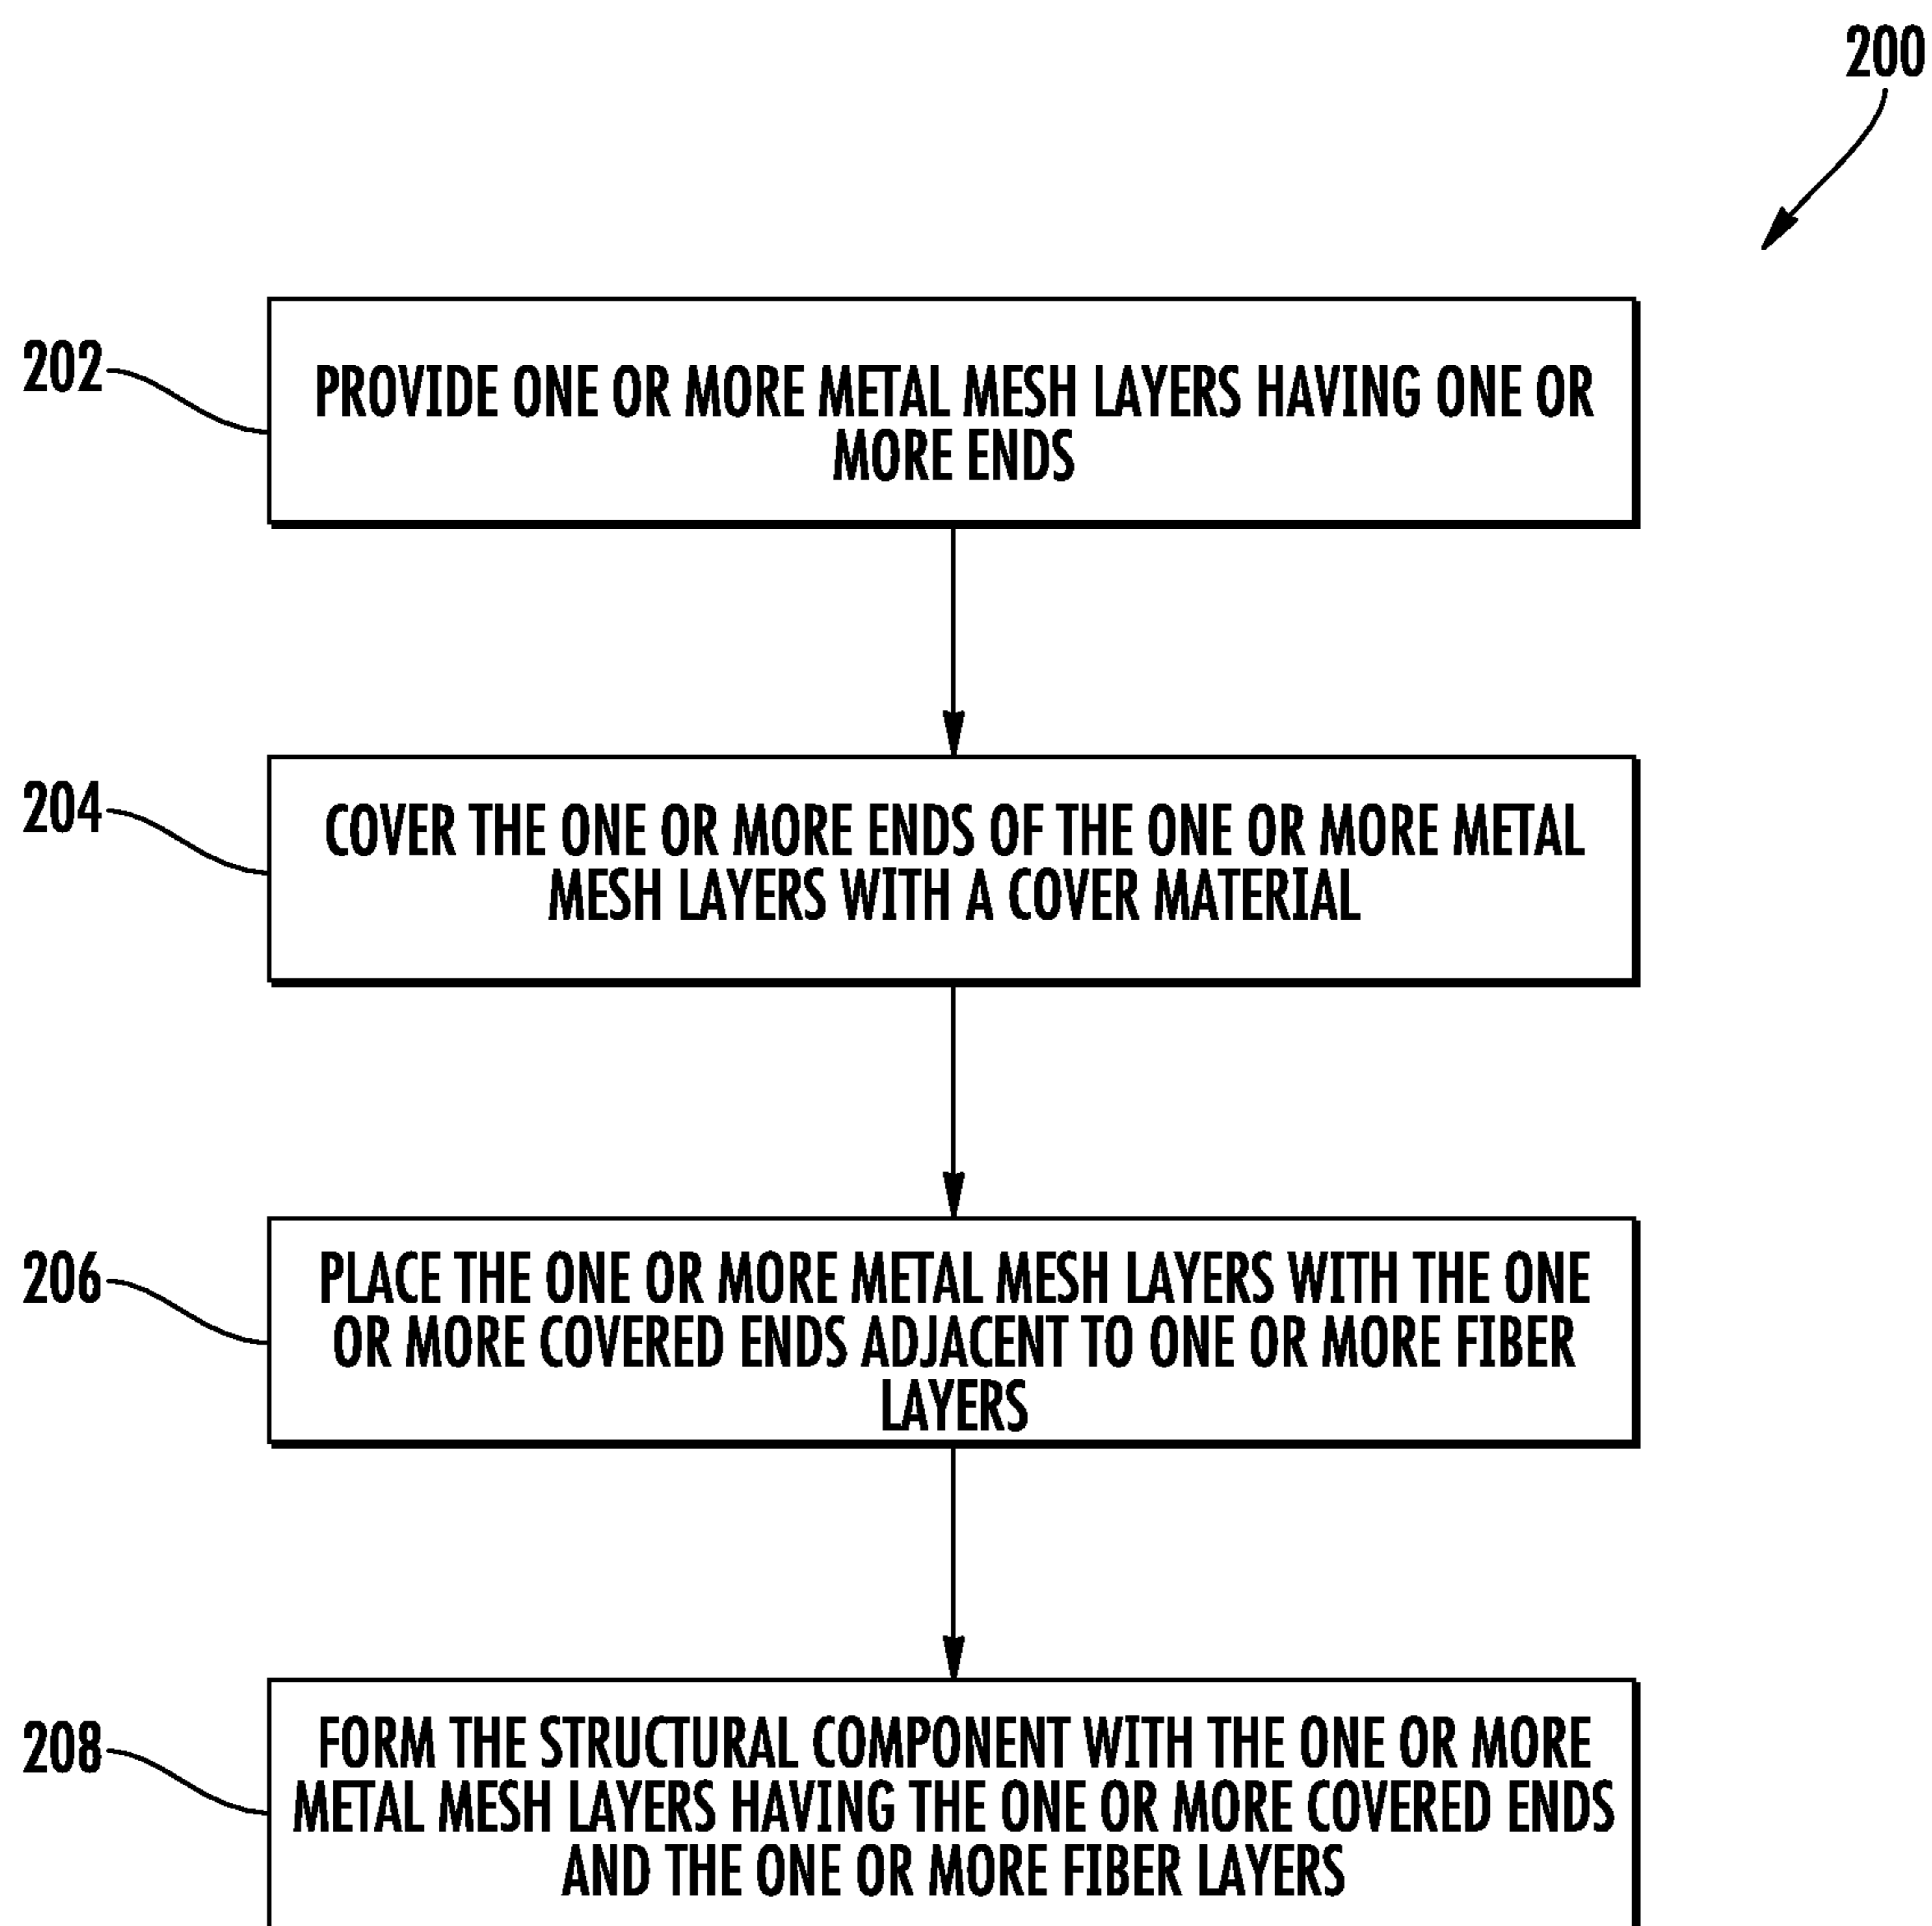 200
202
PROVIDE ONE OR MORE METAL MESH LAYERS HAVING ONE OR
MORE ENDS
204
COVER THE ONE OR MORE ENDS OF THE ONE OR MORE METAL
MESH LAYERS WITH A COVER MATERIAL
206
PLACE THE ONE OR MORE METAL MESH LAYERS WITH THE ONE
OR MORE COVERED ENDS ADJACENT TO ONE OR MORE FIBER
LAYERS
208
FORM THE STRUCTURAL COMPONENT WITH THE ONE OR MORE
METAL MESH LAYERS HAVING THE ONE OR MORE COVERED ENDS
AND THE ONE OR MORE FIBER LAYERS